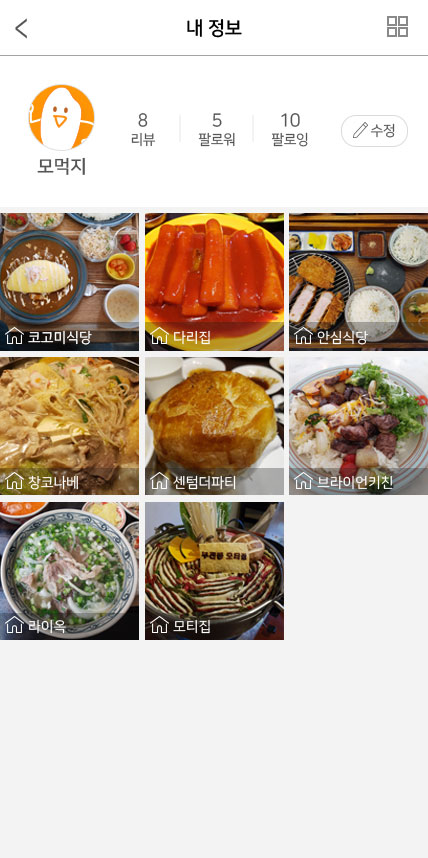 내 정보
8
리뷰
5
팔로워
10
팔로잉
수정
모먹지
코고미식당
다리집
안심식당
창코나베
센텀더파티
브라이언키친
라이옥
모티집